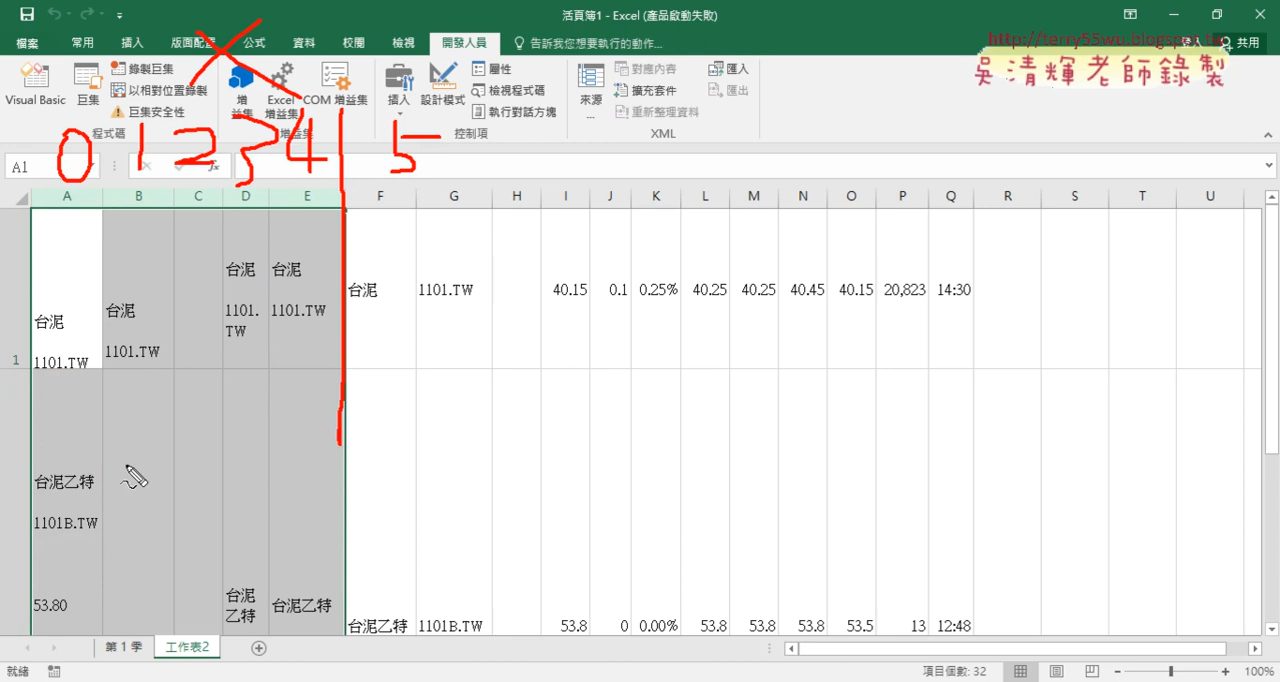 活頁簿1 - Excel (產品啟動失敗)
檔案 常用 插入 版面配置 公式 資料 校閱 檢視 開發人員 告訴我您想要執行的動作... 登入 共用
http://terry55wu.blogspot.tw
吳清輝老師錄製
Visual Basic 巨集 錄製巨集 以相對位置錄製 巨集安全性 程式碼
增益集 Excel 增益集 COM 增益集 增益集
插入 設計模式 屬性 檢視程式碼 執行對話方塊 控制項
來源... 對應內容 擴充套件 重新整理資料 匯入 匯出 XML
0 1 2 3 4 5
A1 fx
A B C D E F G H I J K L M N O P Q R S T U
1
台泥
1101.TW
台泥
1101.TW
台泥
1101.
TW
台泥
1101.TW
台泥 1101.TW 40.15 0.1 0.25% 40.25 40.25 40.45 40.15 20,823 14:30
台泥乙特
1101B.TW
53.80
台泥
乙特
台泥乙特
台泥乙特 1101B.TW 53.8 0 0.00% 53.8 53.8 53.8 53.5 13 12:48
第 1 季 工作表2
就緒 項目個數: 32 100%